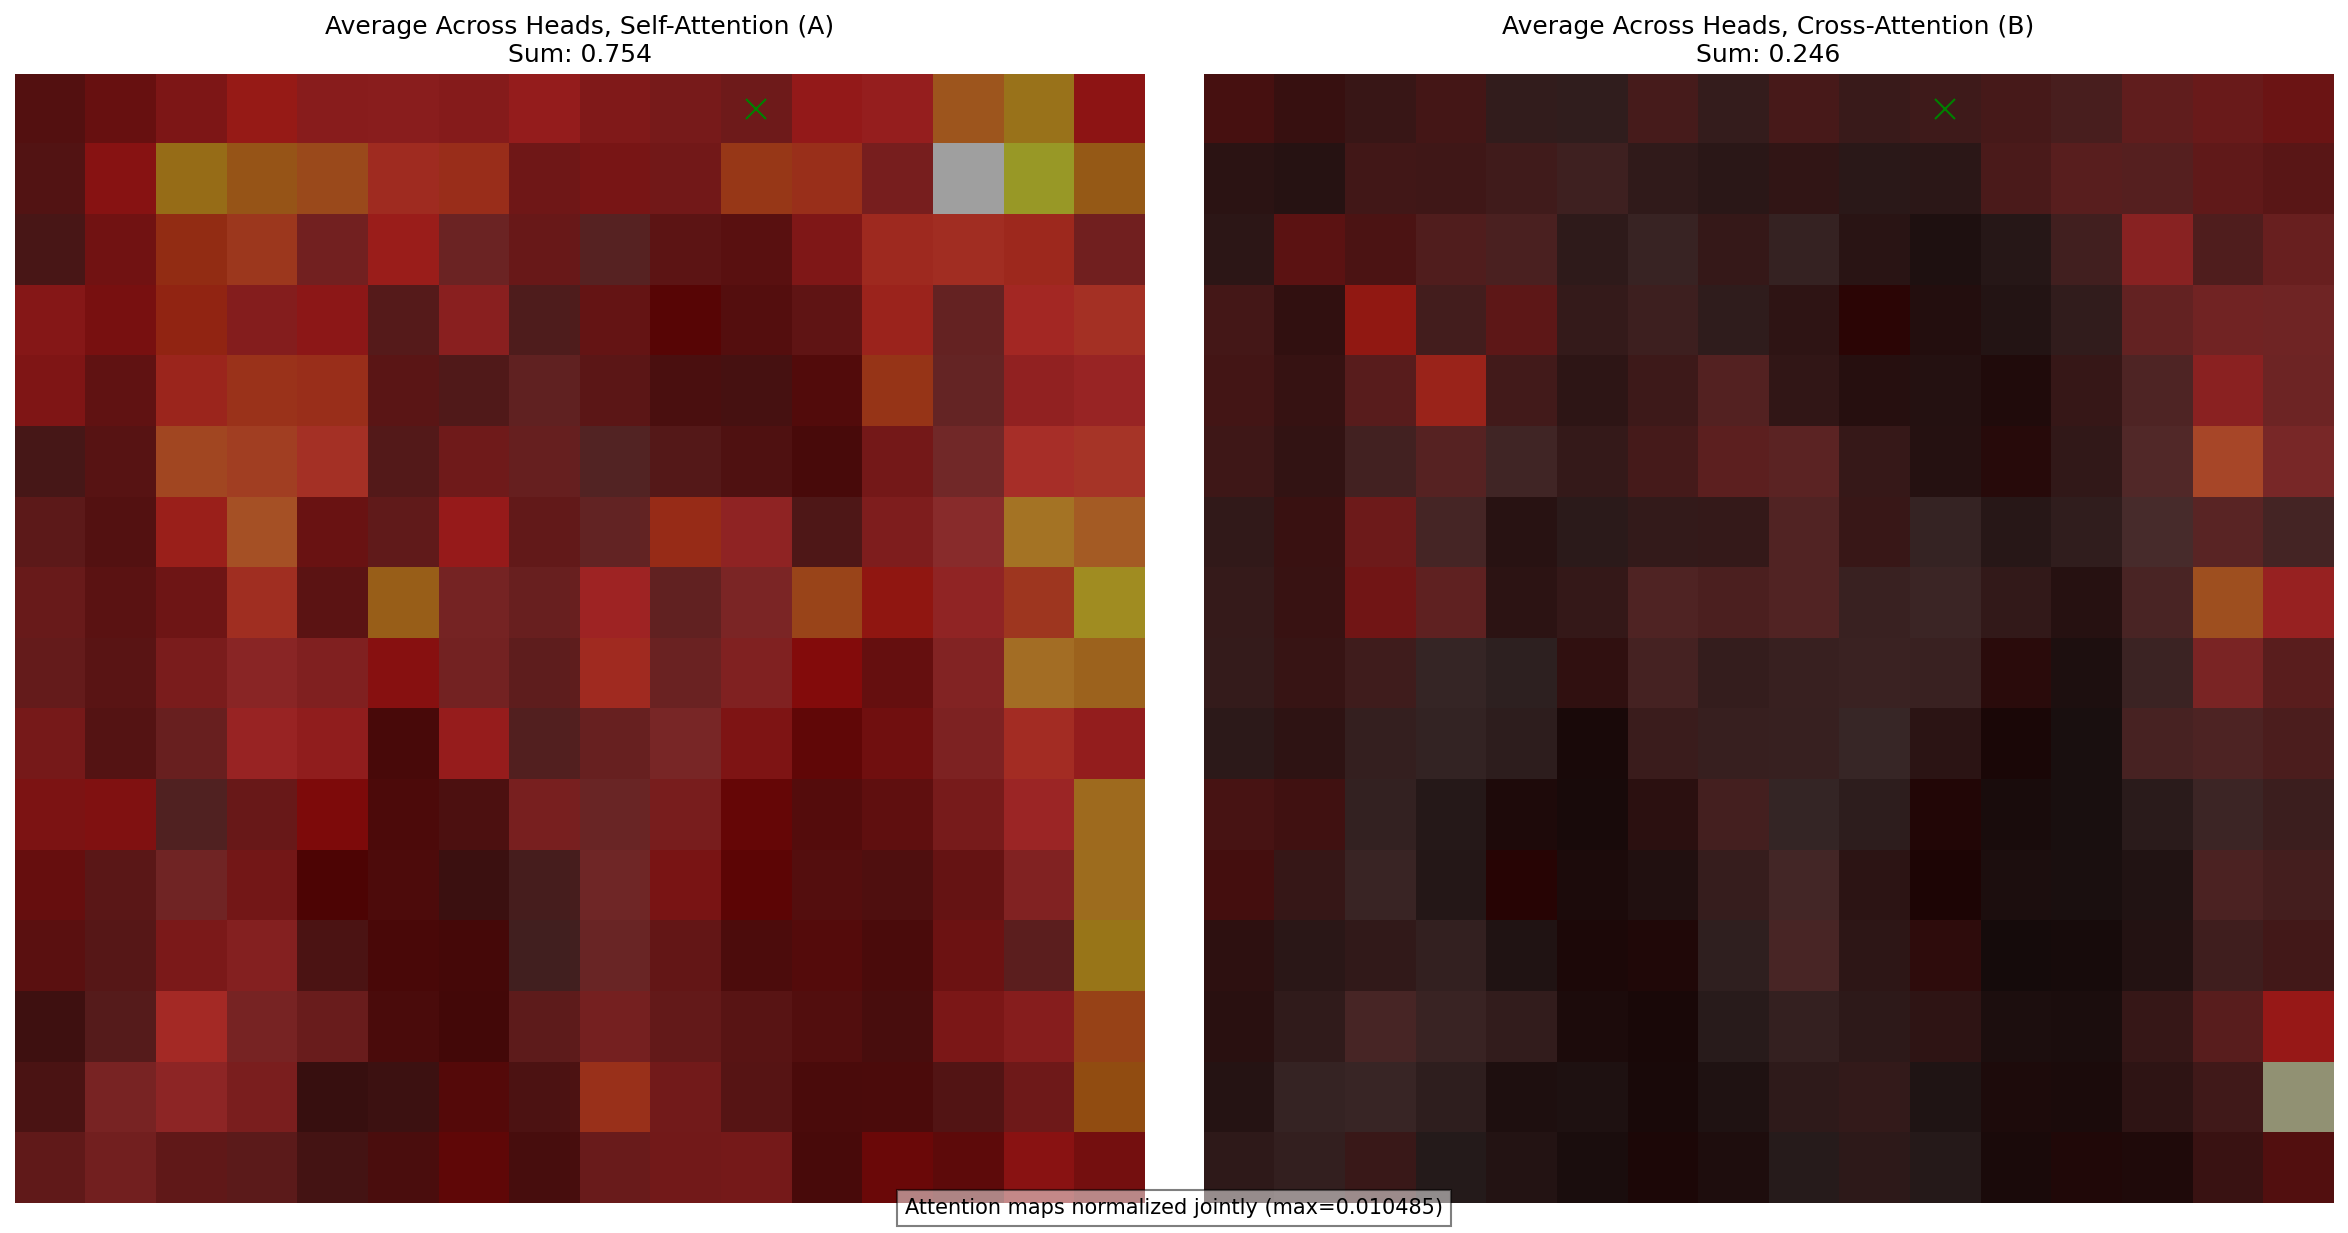 Average Across Heads, Self-Attention (A)
Sum: 0.754
Average Across Heads, Cross-Attention (B)
Sum: 0.246
Attention maps normalized jointly (max=0.010485)